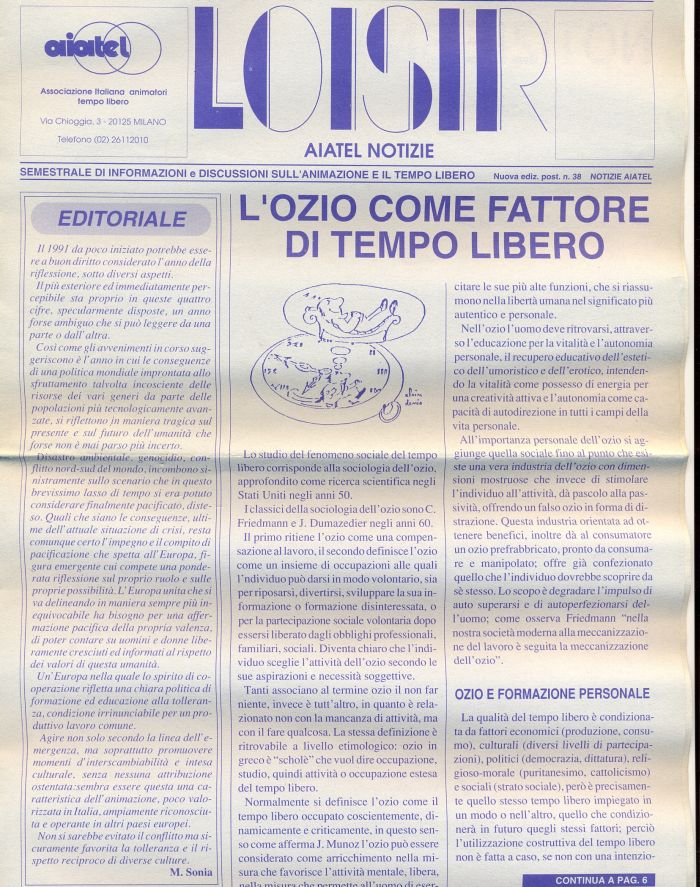 aiatel
Associazione Italiana animatori
tempo libero
Via Chioggia, 3 - 20125 MILANO
Telefono (02) 26112010
LOISIR
AIATEL NOTIZIE
SEMESTRALE DI INFORMAZIONI e DISCUSSIONI SULL'ANIMAZIONE E IL TEMPO LIBERO Nuova ediz. post. n. 38 NOTIZIE AIATEL
EDITORIALE
Il 1991 da poco iniziato potrebbe esse-
re a buon diritto considerato l'anno della
riflessione, sotto diversi aspetti.
Il più esteriore ed immediatamente per-
cepibile sta proprio in queste quattro
cifre, specularmente disposte, un anno
forse ambiguo che si può leggere da una
parte o dall'altra.
Così come gli avvenimenti in corso sug-
geriscono è l'anno in cui le conseguenze
di una politica mondiale improntata allo
sfruttamento talvolta incosciente delle
risorse dei vari generi da parte delle
popolazioni più tecnologicamente avan-
zate, si riflettono in maniera tragica sul
presente e sul futuro dell'umanità che
forse non è mai parso più incerto.
Disastro ambientale, genocidio, con-
flitto nord-sud del mondo, incombono si-
nistramente sullo scenario che in questo
brevissimo lasso di tempo si era potuto
considerare finalmente pacificato, diste-
so. Quali che siano le conseguenze, ulti-
me dell'attuale situazione di crisi, resta
comunque certo l'impegno e il compito di
pacificazione che spetta all'Europa, fi-
gura emergente cui compete una ponde-
rata riflessione sul proprio ruolo e sulle
proprie possibilità. L'Europa unita che si
va delineando in maniera sempre più in-
equivocabile ha bisogno per una affer-
mazione pacifica della propria valenza,
di poter contare su uomini e donne libe-
ramente cresciuti ed informati al rispetto
dei valori di questa umanità.
Un'Europa nella quale lo spirito di co-
operazione rifletta una chiara politica di
formazione ed educazione alla tolleran-
za, condizione irrinunciabile per un pro-
duttivo lavoro comune.
Agire non solo secondo la linea dell'e-
mergenza, ma soprattutto promuovere
momenti d'interscambiabilità e intesa
culturale, senza nessuna attribuzione
ostentata:sembra essere questa una ca-
ratteristica dell'animazione, poco valo-
rizzata in Italia, ampiamente riconosciu-
ta e operante in altri paesi europei.
Non si sarebbe evitato il conflitto ma si-
curamente favorita la tolleranza e il ri-
spetto reciproco di diverse culture.
M. Sonia
L'OZIO COME FATTORE
DI TEMPO LIBERO
Lo studio del fenomeno sociale del tempo
libero corrisponde alla sociologia dell'ozio,
approfondito come ricerca scientifica negli
Stati Uniti negli anni 50.
I classici della sociologia dell'ozio sono C.
Friedmann e J. Dumazedier negli anni 60.
Il primo ritiene l'ozio come una compen-
sazione al lavoro, il secondo definisce l'ozio
come un insieme di occupazioni alle quali
l'ndividuo può darsi in modo volontario, sia
per riposarsi, divertirsi, sviluppare la sua in-
formazione o formazione disinteressata, o
per la partecipazione sociale volontaria dopo
essersi liberato dagli obblighi professionali,
familiari, sociali. Diventa chiaro che l'indi-
viduo sceglie l'attività dell'ozio secondo le
sue aspirazioni e necessità soggettive.
Tanti associano al termine ozio il non far
niente, invece è tutt'altro, in quanto è rela-
zionato non con la mancanza di attività, ma
con il fare qualcosa. La stessa definizione è
ritrovabile a livello etimologico: ozio in
greco è "scholè" che vuol dire occupazione,
studio, quindi attività o occupazione estesa
del tempo libero.
Normalmente si definisce l'ozio come il
tempo libero occupato coscientemente, di-
namicamente e criticamente, in questo sen-
so come afferma J. Munoz l'ozio può essere
considerato come arricchimento nella mi-
sura che favorisce l'attività mentale, libera,
nella misura che permette all'uomo di eser-
citare le sue più alte funzioni, che si riassu-
mono nella libertà umana nel significato più
autentico e personale.
Nell'ozio l'uomo deve ritrovarsi, attraver-
so l'educazione per la vitalità e l'autonomia
personale, il recupero educativo dell'esteti-
co dell'umoristico e dell'erotico, intenden-
do la vitalità come possesso di energia per
una creatività attiva e l'autonomia come ca-
pacità di autodirezione in tutti i campi della
vita personale.
All'importanza personale dell'ozio si ag-
giunge quella sociale fino al punto che esi-
ste una vera industria dell'ozio con dimen-
sioni mostruose che invece di stimolare
l'individuo all'attività, dà pascolo alla pas-
sività, offrendo un falso ozio in forma di di-
strazione. Questa industria orientata ad ot-
tenere benefici, inoltre dà al consumatore
un ozio prefabbricato, pronto da consuma-
re e manipolato; offre già confezionato
quello che l'individuo dovrebbe scoprire da
sè stesso. Lo scopo è degradare l'impulso di
auto superarsi e di autoperfezionarsi del-
l'uomo; come osserva Friedmann "nella
nostra società moderna alla meccanizzazio-
ne del lavoro è seguita la meccanizzazione
dell'ozio".
OZIO E FORMAZIONE PERSONALE
La qualità del tempo libero è condiziona-
ta da fattori economici (produzione, consu-
mo), culturali (diversi livelli di partecipa-
zioni), politici (democrazia, dittatura), reli-
gioso-morale (puritanesimo, cattolicismo)
e sociali (strato sociale), però è precisamen-
te quello stesso tempo libero impiegato in
un modo o nell'altro, quello che condizio-
nerà in futuro quegli stessi fattori; perciò
l'utilizzazione costruttiva del tempo libero
non è fatta a caso, se non con una intenzio-
CONTINUA A PAG. 6